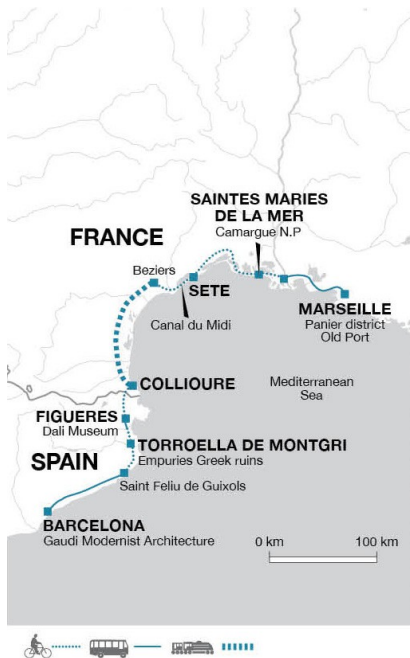 SAINTES MARIES
DE LA MER
Camargue N.P
FRANCE
Beziers
SETE
MARSEILLE
Panier district
Old Port
Canal du Midi
COLLIOURE
Mediterranean
Sea
FIGUERES
Dali Museum
TORROELLA DE MONTGRI
Empuries Greek ruins
SPAIN
Saint Feliu de Guixols
BARCELONA
Gaudi Modernist Architecture
0 km
100 km